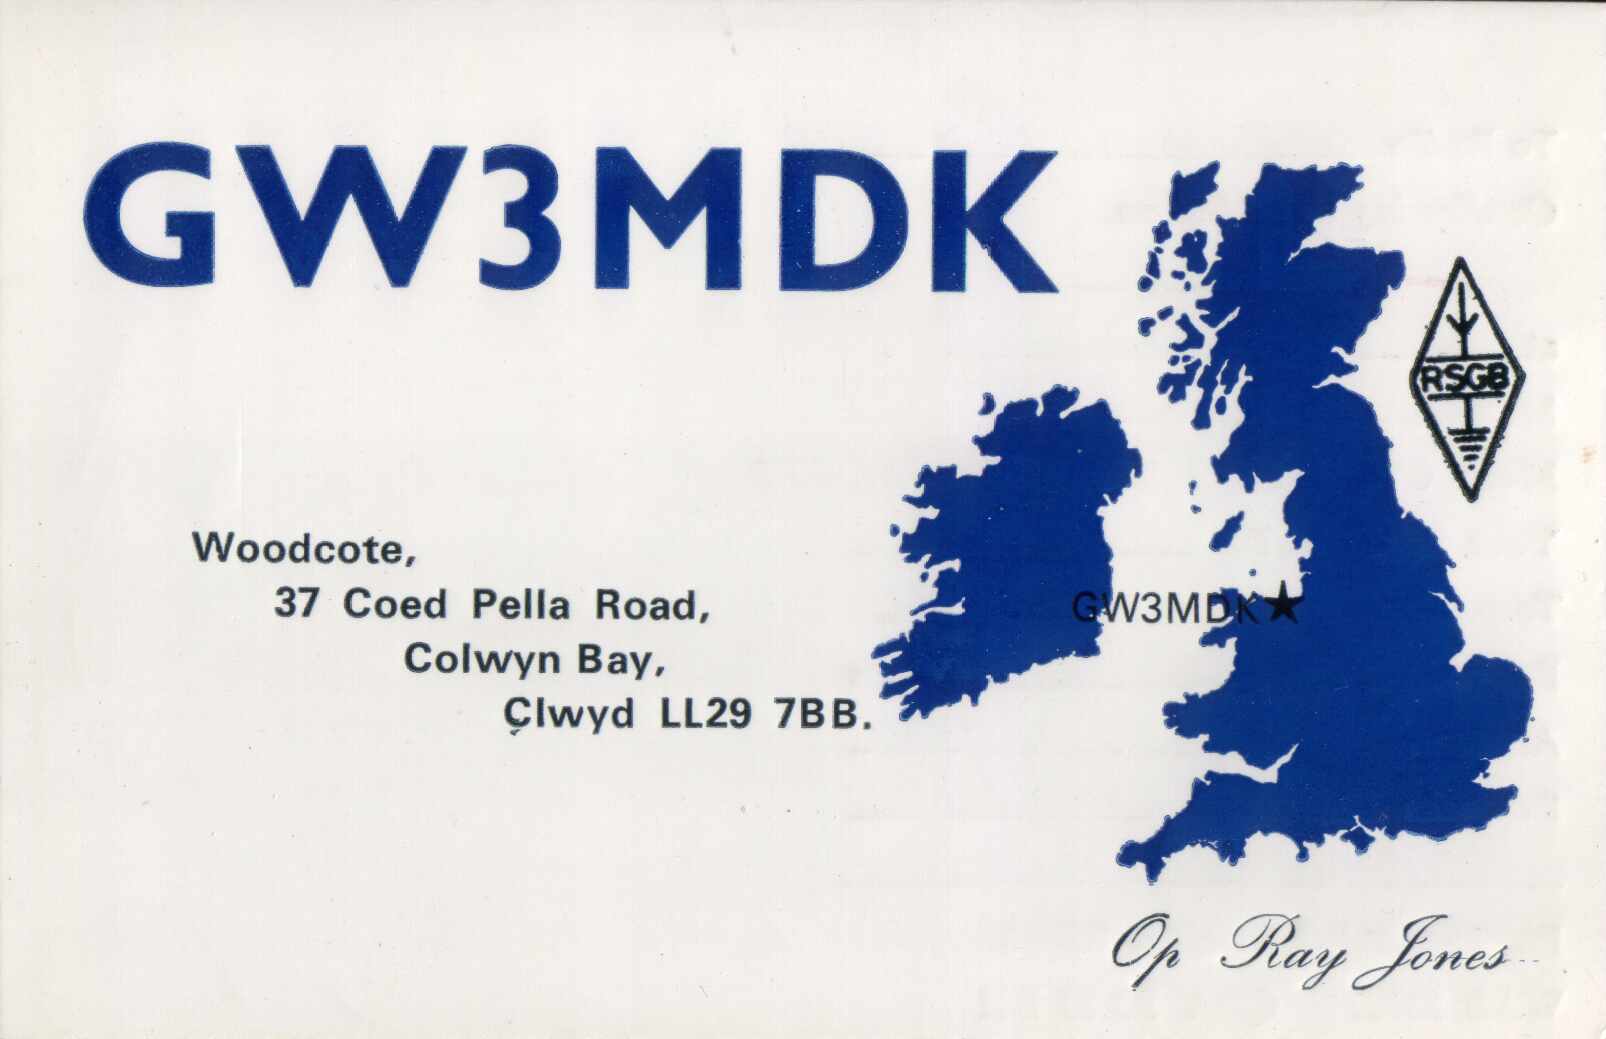 GW3MDK
RSGB
Woodcote,
37 Coed Pella Road,
Colwyn Bay,
Clwyd LL29 7BB.
GW3MDK★
Op Ray Jones